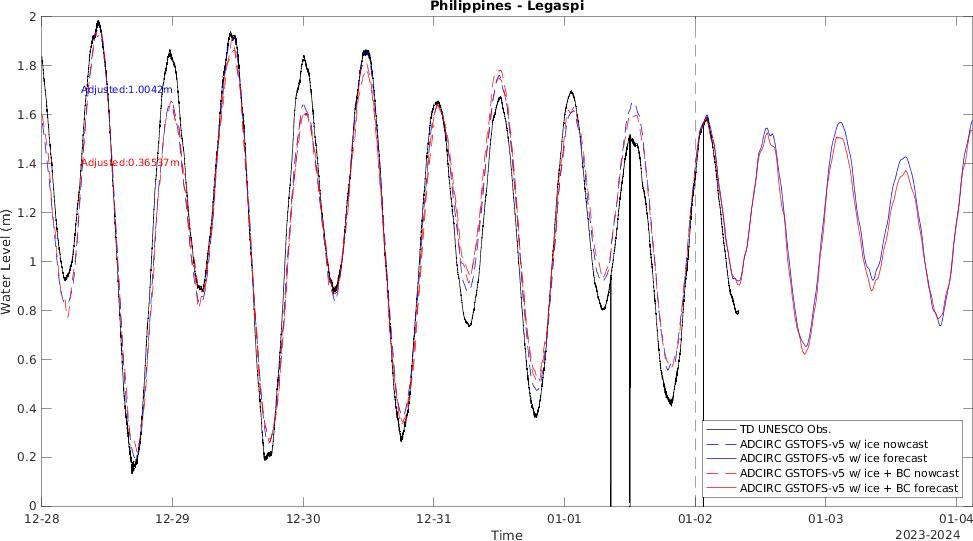 Philippines - Legaspi
2
1.8
1.6
1.4
1.2
1
0.8
0.6
0.4
0.2
0
Water Level (m)
Adjusted:1.0042m
Adjusted:0.36537m
TD UNESCO Obs.
ADCIRC GSTOFS-v5 w/ ice nowcast
ADCIRC GSTOFS-v5 w/ ice forecast
ADCIRC GSTOFS-v5 w/ ice + BC nowcast
ADCIRC GSTOFS-v5 w/ ice + BC forecast
12-28 12-29 12-30 12-31 01-01 01-02 01-03 01-04
Time
2023-2024